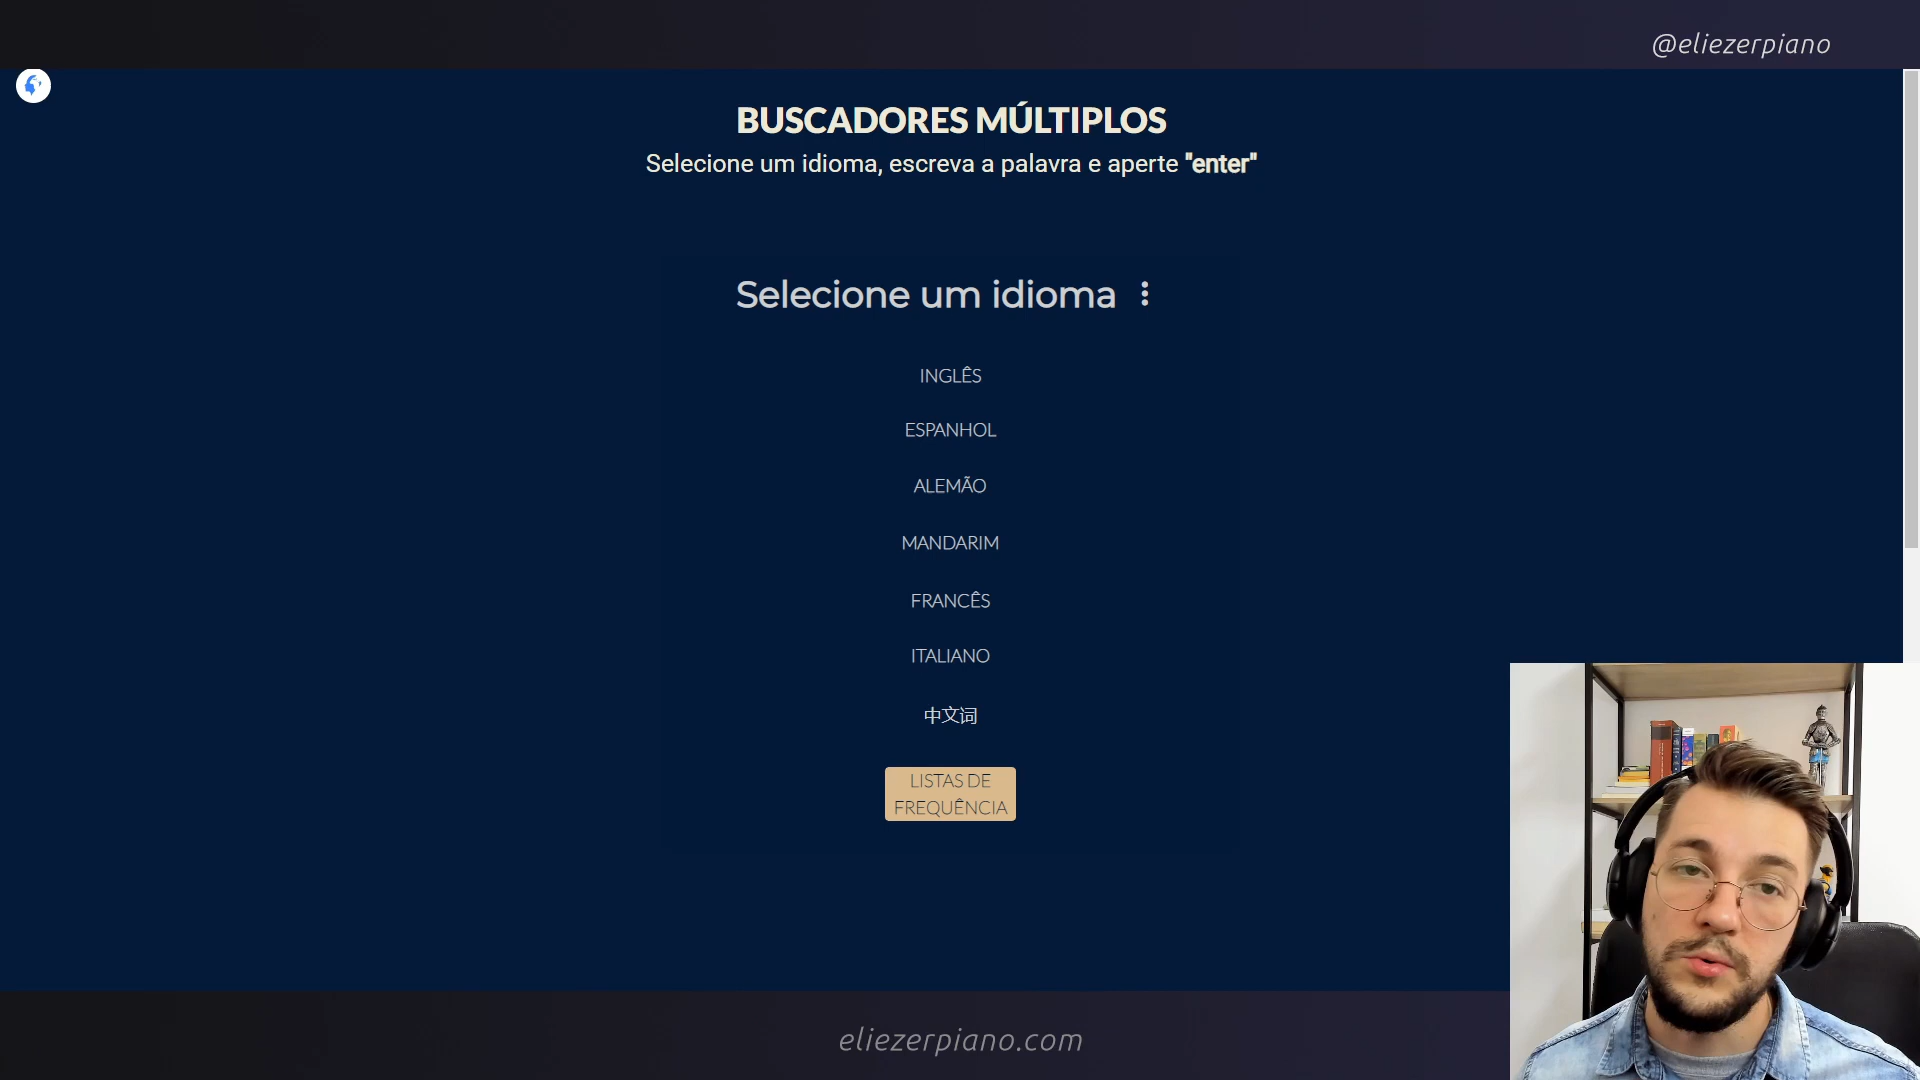 @eliezerpiano
BUSCADORES MÚLTIPLOS
Selecione um idioma, escreva a palavra e aperte "enter"
Selecione um idioma
INGLÊS
ESPANHOL
ALEMÃO
MANDARIM
FRANCÊS
ITALIANO
中文词
LISTAS DE
FREQUÊNCIA
eliezerpiano.com